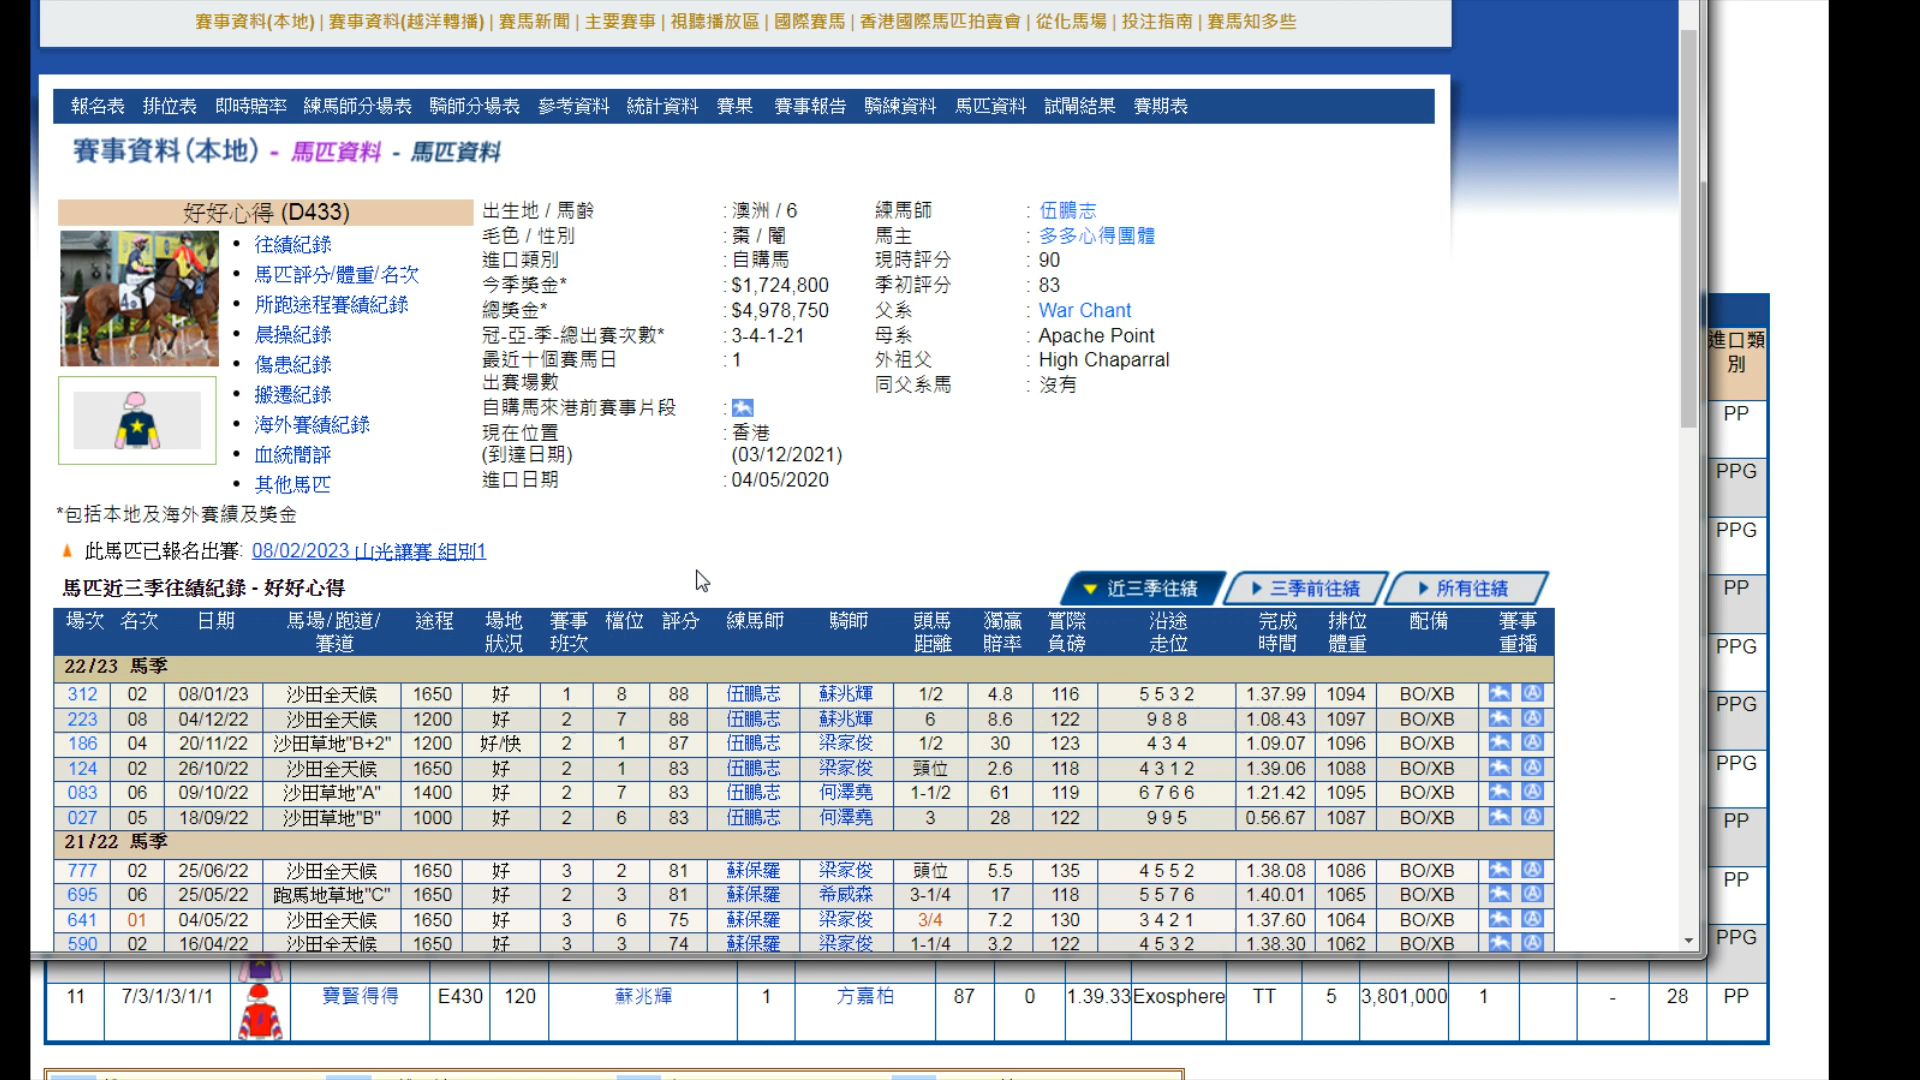 賽事資料(本地) | 賽事資料(越洋轉播) | 賽馬新聞 | 主要賽事 | 視聽播放區 | 國際賽馬 | 香港國際馬匹拍賣會 | 從化馬場 | 投注指南 | 賽馬知多些
報名表 排位表 即時賠率 練馬師分場表 騎師分場表 參考資料 統計資料 賽果 賽事報告 騎練資料 馬匹資料 試閘結果 賽期表
賽事資料(本地) - 馬匹資料 - 馬匹資料
好好心得 (D433)
• 往績紀錄
• 馬匹評分/體重/名次
• 所跑途程賽績紀錄
• 晨操紀錄
• 傷患紀錄
• 搬遷紀錄
• 海外賽績紀錄
• 血統簡評
• 其他馬匹
出生地 / 馬齡 : 澳洲 / 6 練馬師 : 伍鵬志
毛色 / 性別 : 棗 / 閹 馬主 : 多多心得團體
進口類別 : 自購馬 現時評分 : 90
今季獎金* : $1,724,800 季初評分 : 83
總獎金* : $4,978,750 父系 : War Chant
冠-亞-季-總出賽次數* : 3-4-1-21 母系 : Apache Point
最近十個賽馬日 : 1 外祖父 : High Chaparral
出賽場數 同父系馬 : 沒有
自購馬來港前賽事片段 :
現在位置 : 香港
(到達日期) (03/12/2021)
進口日期 : 04/05/2020
*包括本地及海外賽績及獎金
此馬匹已報名出賽: 08/02/2023 山光讓賽 組別1
馬匹近三季往績紀錄 - 好好心得 近三季往績 三季前往績 所有往績
場次 名次 日期 馬場/跑道/ 途程 場地 賽事 檔位 評分 練馬師 騎師 頭馬 獨贏 實際 沿途 完成 排位 配備 賽事
賽道 狀況 班次 距離 賠率 負磅 走位 時間 體重 重播
22/23 馬季
312 02 08/01/23 沙田全天候 1650 好 1 8 88 伍鵬志 蘇兆輝 1/2 4.8 116 5 5 3 2 1.37.99 1094 BO/XB
223 08 04/12/22 沙田全天候 1200 好 2 7 88 伍鵬志 蘇兆輝 6 8.6 122 9 8 8 1.08.43 1097 BO/XB
186 04 20/11/22 沙田草地"B+2" 1200 好/快 2 1 87 伍鵬志 梁家俊 1/2 30 123 4 3 4 1.09.07 1096 BO/XB
124 02 26/10/22 沙田全天候 1650 好 2 1 83 伍鵬志 梁家俊 頸位 2.6 118 4 3 1 2 1.39.06 1088 BO/XB
083 06 09/10/22 沙田草地"A" 1400 好 2 7 83 伍鵬志 何澤堯 1-1/2 61 119 6 7 6 6 1.21.42 1095 BO/XB
027 05 18/09/22 沙田草地"B" 1000 好 2 6 83 伍鵬志 何澤堯 3 28 122 9 9 5 0.56.67 1087 BO/XB
21/22 馬季
777 02 25/06/22 沙田全天候 1650 好 3 2 81 蘇保羅 梁家俊 頭位 5.5 135 4 5 5 2 1.38.08 1086 BO/XB
695 06 25/05/22 跑馬地草地"C" 1650 好 2 3 81 蘇保羅 希威森 3-1/4 17 118 5 5 7 6 1.40.01 1065 BO/XB
641 01 04/05/22 沙田全天候 1650 好 3 6 75 蘇保羅 梁家俊 3/4 7.2 130 3 4 2 1 1.37.60 1064 BO/XB
590 02 16/04/22 沙田全天候 1650 好 3 3 74 蘇保羅 梁家俊 1-1/4 3.2 122 4 5 3 2 1.38.30 1062 BO/XB
進口類
別
PP
PPG
PPG
PP
PPG
PPG
PPG
PP
PP
PPG
11 7/3/1/3/1/1 寶賢得得 E430 120 蘇兆輝 1 方嘉柏 87 0 1.39.33 Exosphere TT 5 3,801,000 1 - 28 PP